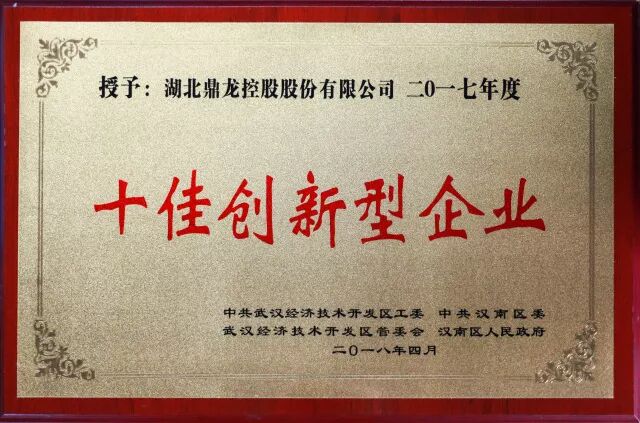 授予：湖北鼎龙控股股份有限公司 二〇一七年度
十佳创新型企业
中共武汉经济技术开发区工委 中共汉南区委
武汉经济技术开发区管委会 汉南区人民政府
二〇一八年四月